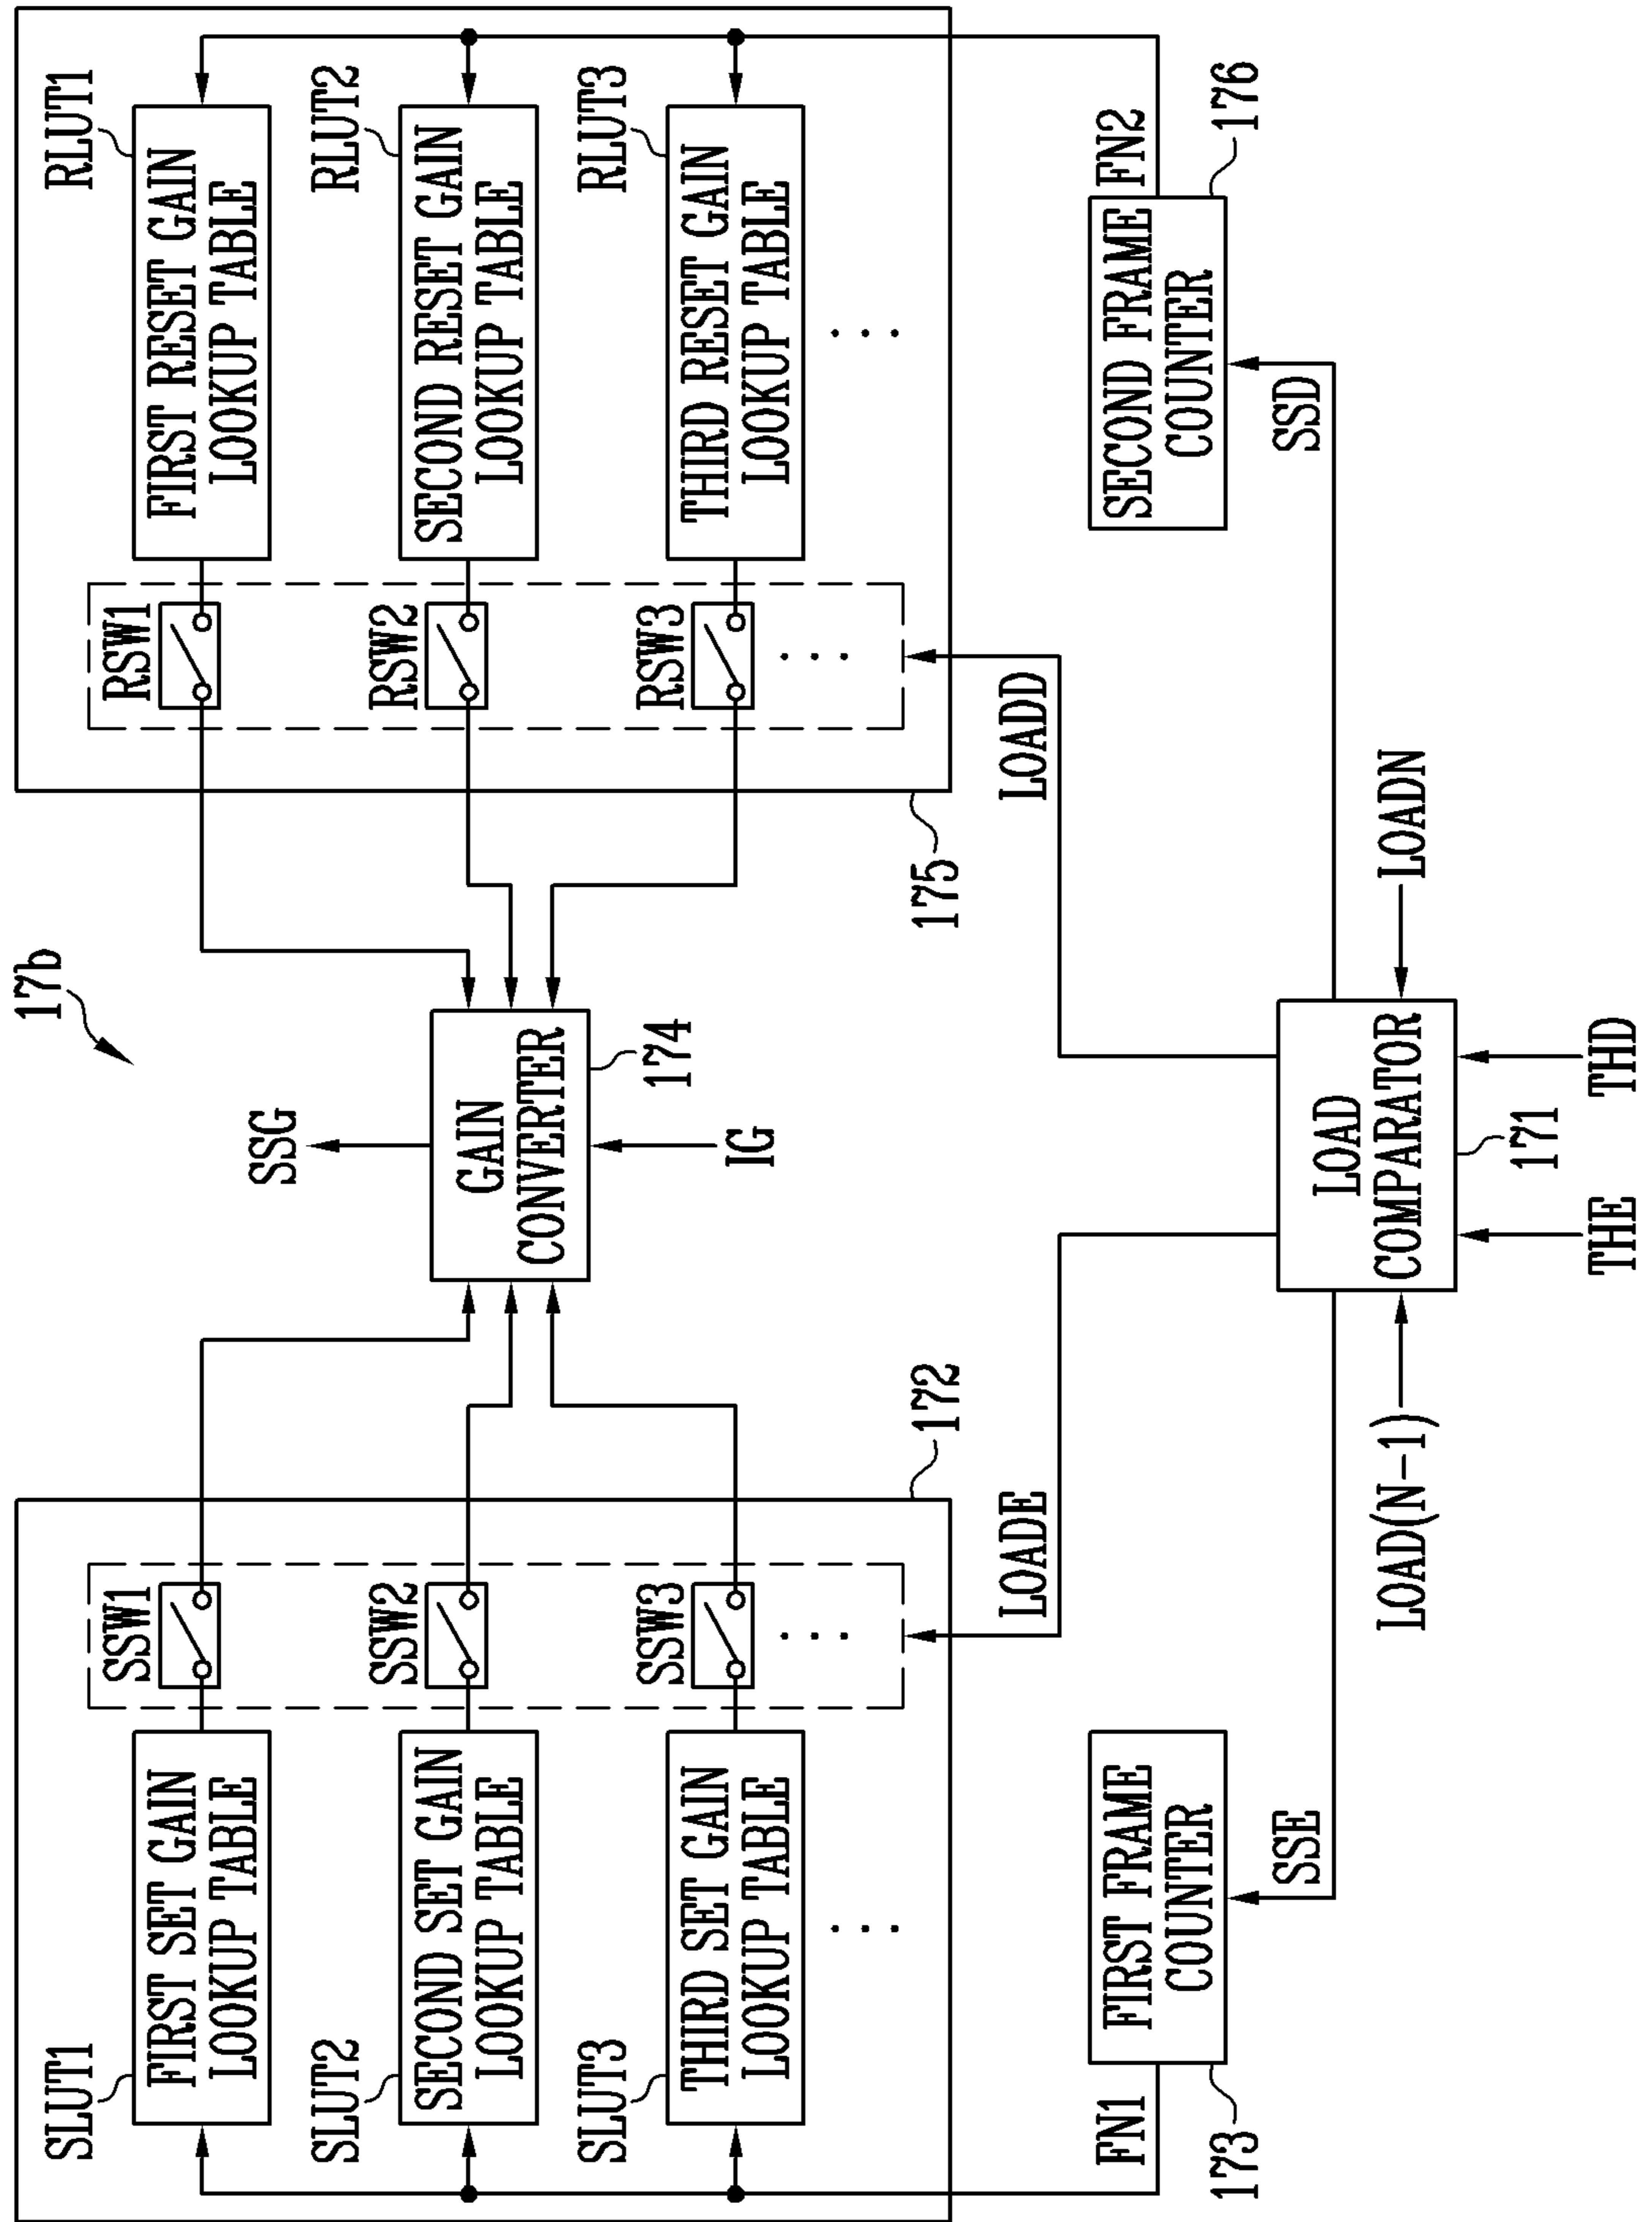 17b
SLUT1
FIRST SET GAIN
LOOKUP TABLE
SSW1
SLUT2
SECOND SET GAIN
LOOKUP TABLE
SSW2
SLUT3
THIRD SET GAIN
LOOKUP TABLE
SSW3
...
...
172
SSG
GAIN
CONVERTER
174
IG
RSW1
FIRST RESET GAIN
LOOKUP TABLE
RLUT1
RSW2
SECOND RESET GAIN
LOOKUP TABLE
RLUT2
RSW3
THIRD RESET GAIN
LOOKUP TABLE
RLUT3
...
...
175
LOADE
LOADD
FN1
FIRST FRAME
COUNTER
173
SSE
FN2
SECOND FRAME
COUNTER
176
SSD
LOAD(N-1)
LOAD
COMPARATOR
171
LOADN
THE
THD